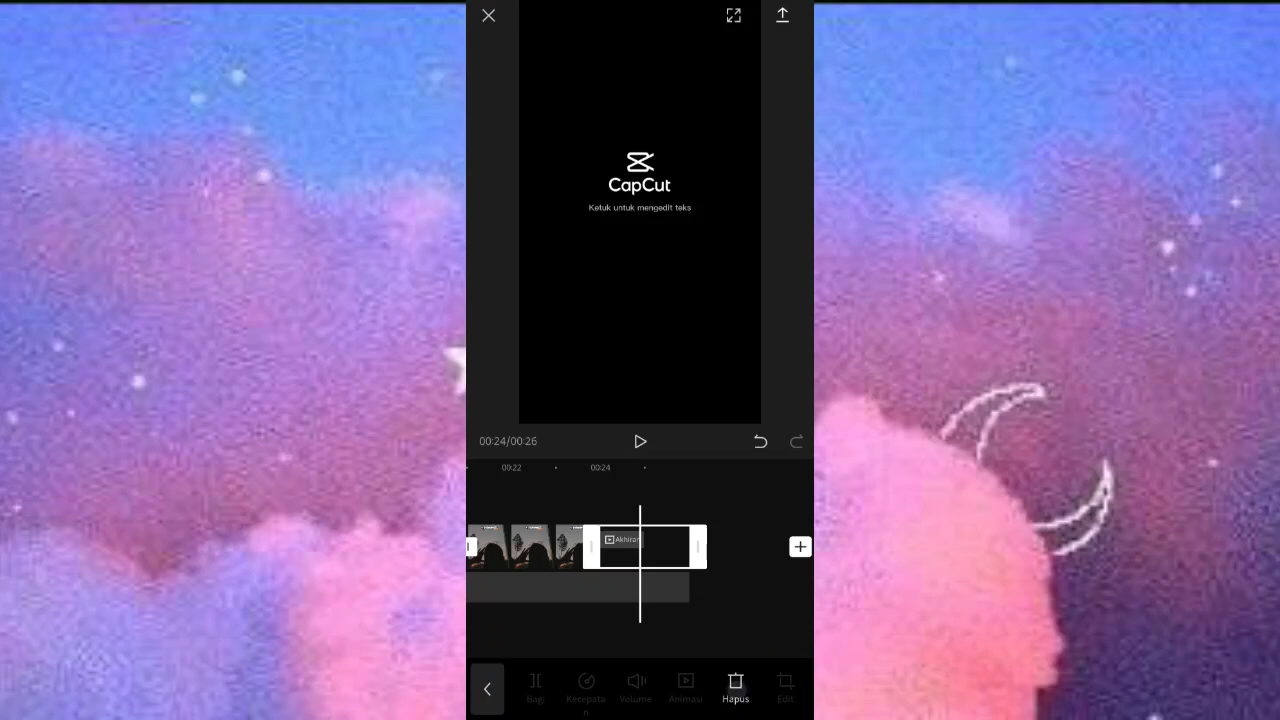 CapCut
Ketuk untuk mengedit teks
00:24/00:26
00:22
00:24
Akhiran
Bagi
Kecepatan
Volume
Animasi
Hapus
Edit